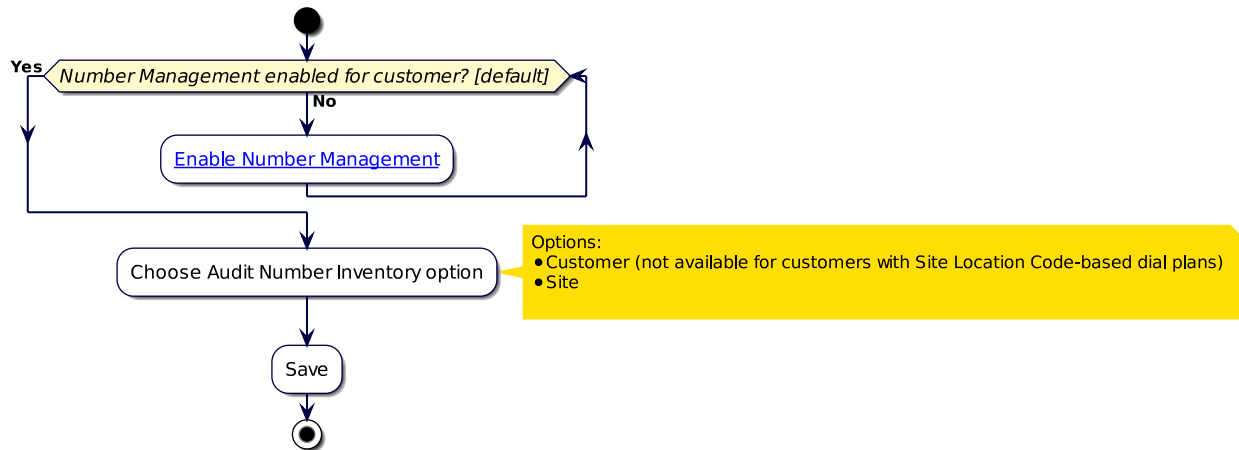 Yes
Number Management enabled for customer? [default]
No
Enable Number Management
Options:
Choose Audit Number Inventory option
•Customer (not available for customers with Site Location Code-based dial plans)
•Site
Save